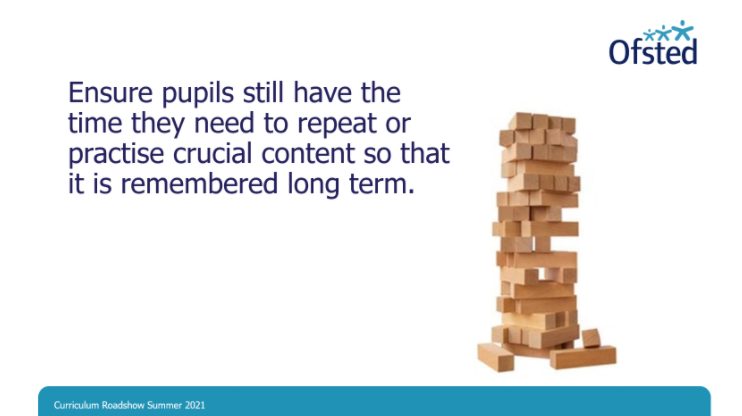 Ofsted
Ensure pupils still have the
time they need to repeat or
practise crucial content so that
it is remembered long term.
Curriculum Roadshow Summer 2021